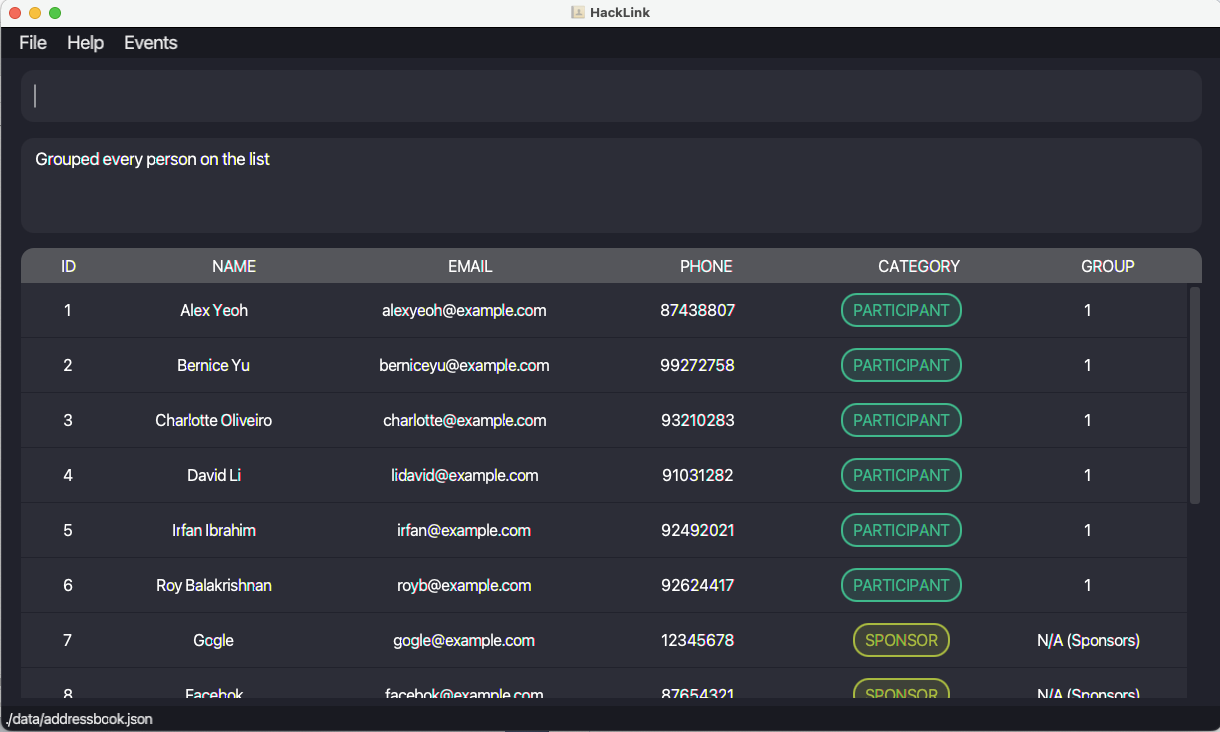 HackLink
File Help Events
Grouped every person on the list
ID NAME EMAIL PHONE CATEGORY GROUP
1 Alex Yeoh alexyeoh@example.com 87438807 PARTICIPANT 1
2 Bernice Yu berniceyu@example.com 99272758 PARTICIPANT 1
3 Charlotte Oliveiro charlotte@example.com 93210283 PARTICIPANT 1
4 David Li lidavid@example.com 91031282 PARTICIPANT 1
5 Irfan Ibrahim irfan@example.com 92492021 PARTICIPANT 1
6 Roy Balakrishnan royb@example.com 92624417 PARTICIPANT 1
7 Gogle gogle@example.com 12345678 SPONSOR N/A (Sponsors)
8 Facebok facebok@example.com 87654321 SPONSOR N/A (Sponsors)
./data/addressbook.json